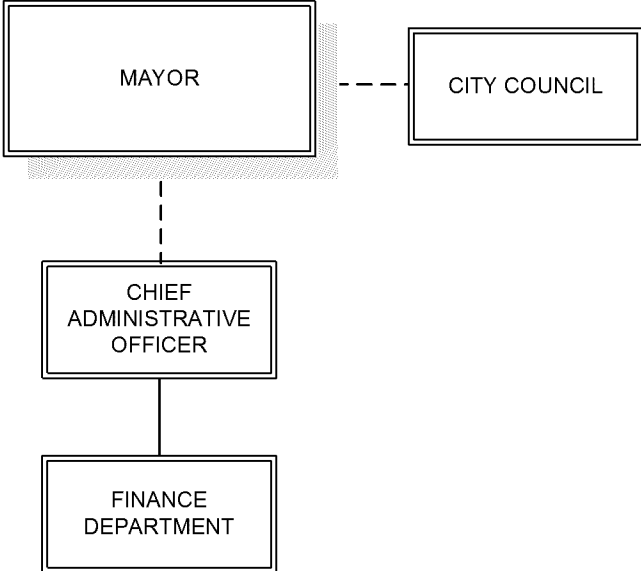 MAYOR
CITY COUNCIL
CHIEF
ADMINISTRATIVE
OFFICER
FINANCE
DEPARTMENT